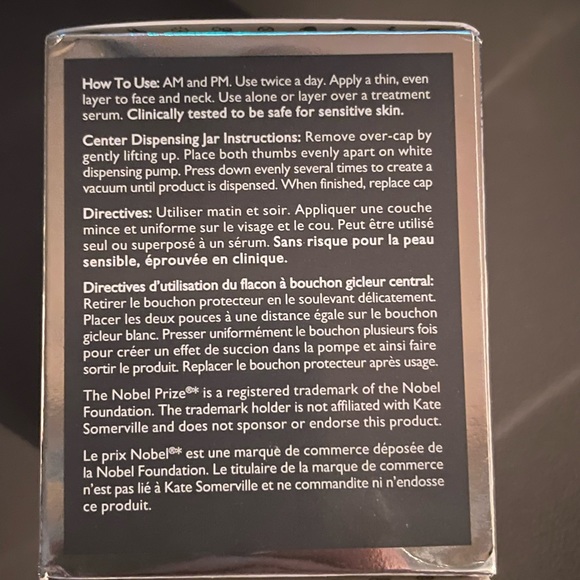 How To Use: AM and PM. Use twice a day. Apply a thin, even
layer to face and neck. Use alone or layer over a treatment
serum. Clinically tested to be safe for sensitive skin.
Center Dispensing Jar Instructions: Remove over-cap by
gently lifting up. Place both thumbs evenly apart on white
dispensing pump. Press down evenly several times to create a
vacuum until product is dispensed. When finished, replace cap
Directives: Utiliser matin et soir. Appliquer une couche
mince et uniforme sur le visage et le cou. Peut être utilisé
seul ou superposé à un sérum. Sans risque pour la peau
sensible, éprouvée en clinique.
Directives d'utilisation du flacon à bouchon gicleur central:
Retirer le bouchon protecteur en le soulevant délicatement.
Placer les deux pouces à une distance égale sur le bouchon
gicleur blanc. Presser uniformément le bouchon plusieurs fois
pour créer un effet de succion dans la pompe et ainsi faire
sortir le produit. Replacer le bouchon protecteur après usage.
The Nobel Prize®* is a registered trademark of the Nobel
Foundation. The trademark holder is not affiliated with Kate
Somerville and does not sponsor or endorse this product.
Le prix Nobel®* est une marque de commerce déposée de
la Nobel Foundation. Le titulaire de la marque de commerce
n'est pas lié à Kate Somerville et ne commandite ni n'endosse
ce produit.